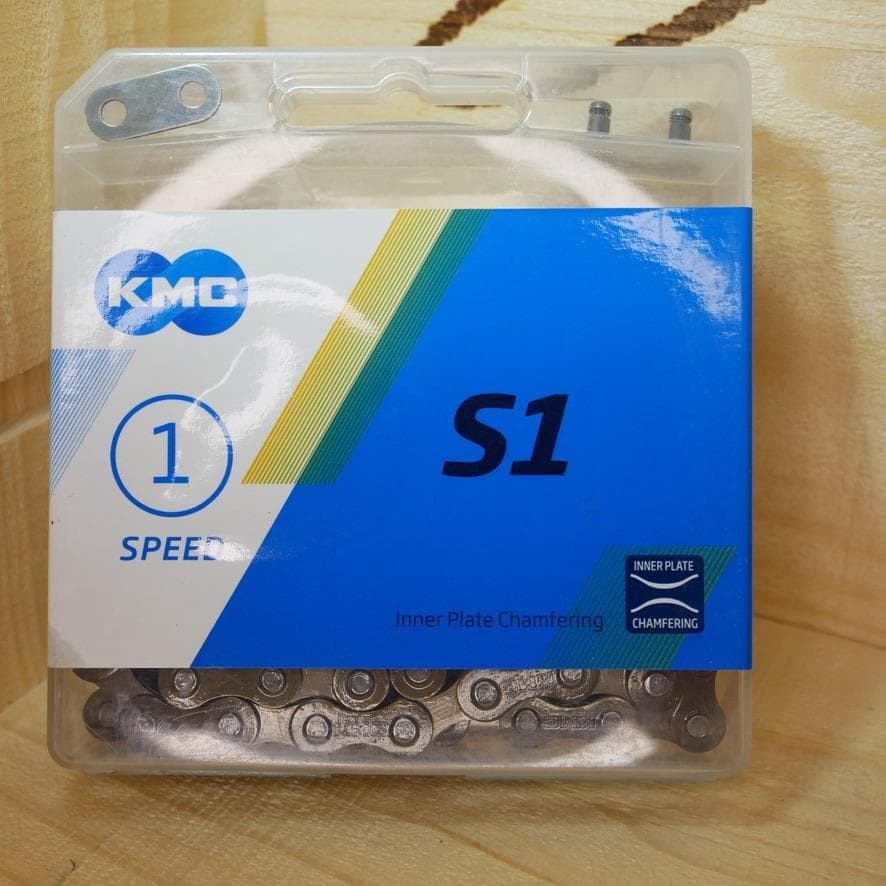 KMC
1
SPEED
S1
Inner Plate Chamfering
INNER PLATE
CHAMFERING